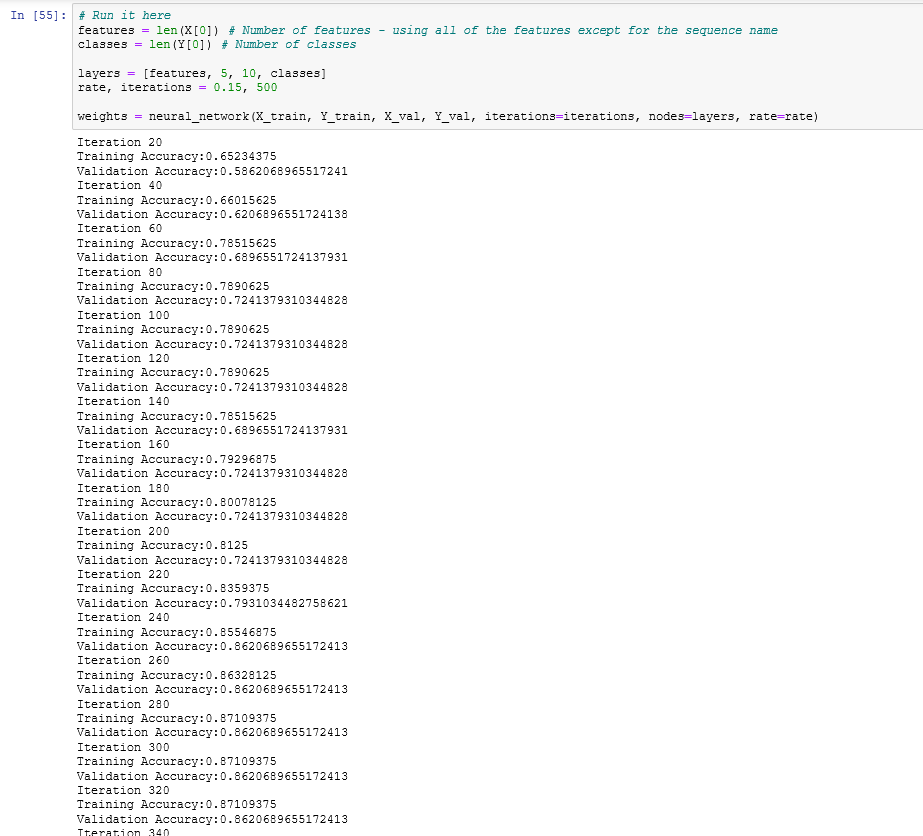 In [55]: # Run it here
features = len(X[0]) # Number of features - using all of the features except for the sequence name
classes = len(Y[0]) # Number of classes
layers = [features, 5, 10, classes]
rate, iterations = 0.15, 500
weights = neural_network(X_train, Y_train, X_val, Y_val, iterations=iterations, nodes=layers, rate=rate)
Iteration 20
Training Accuracy:0.65234375
Validation Accuracy:0.5862068965517241
Iteration 40
Training Accuracy:0.66015625
Validation Accuracy:0.6206896551724138
Iteration 60
Training Accuracy:0.78515625
Validation Accuracy:0.6896551724137931
Iteration 80
Training Accuracy:0.7890625
Validation Accuracy:0.7241379310344828
Iteration 100
Training Accuracy:0.7890625
Validation Accuracy:0.7241379310344828
Iteration 120
Training Accuracy:0.7890625
Validation Accuracy:0.7241379310344828
Iteration 140
Training Accuracy:0.78515625
Validation Accuracy:0.6896551724137931
Iteration 160
Training Accuracy:0.79296875
Validation Accuracy:0.7241379310344828
Iteration 180
Training Accuracy:0.80078125
Validation Accuracy:0.7241379310344828
Iteration 200
Training Accuracy:0.8125
Validation Accuracy:0.7241379310344828
Iteration 220
Training Accuracy:0.8359375
Validation Accuracy:0.7931034482758621
Iteration 240
Training Accuracy:0.85546875
Validation Accuracy:0.8620689655172413
Iteration 260
Training Accuracy:0.86328125
Validation Accuracy:0.8620689655172413
Iteration 280
Training Accuracy:0.87109375
Validation Accuracy:0.8620689655172413
Iteration 300
Training Accuracy:0.87109375
Validation Accuracy:0.8620689655172413
Iteration 320
Training Accuracy:0.87109375
Validation Accuracy:0.8620689655172413
Iteration 340